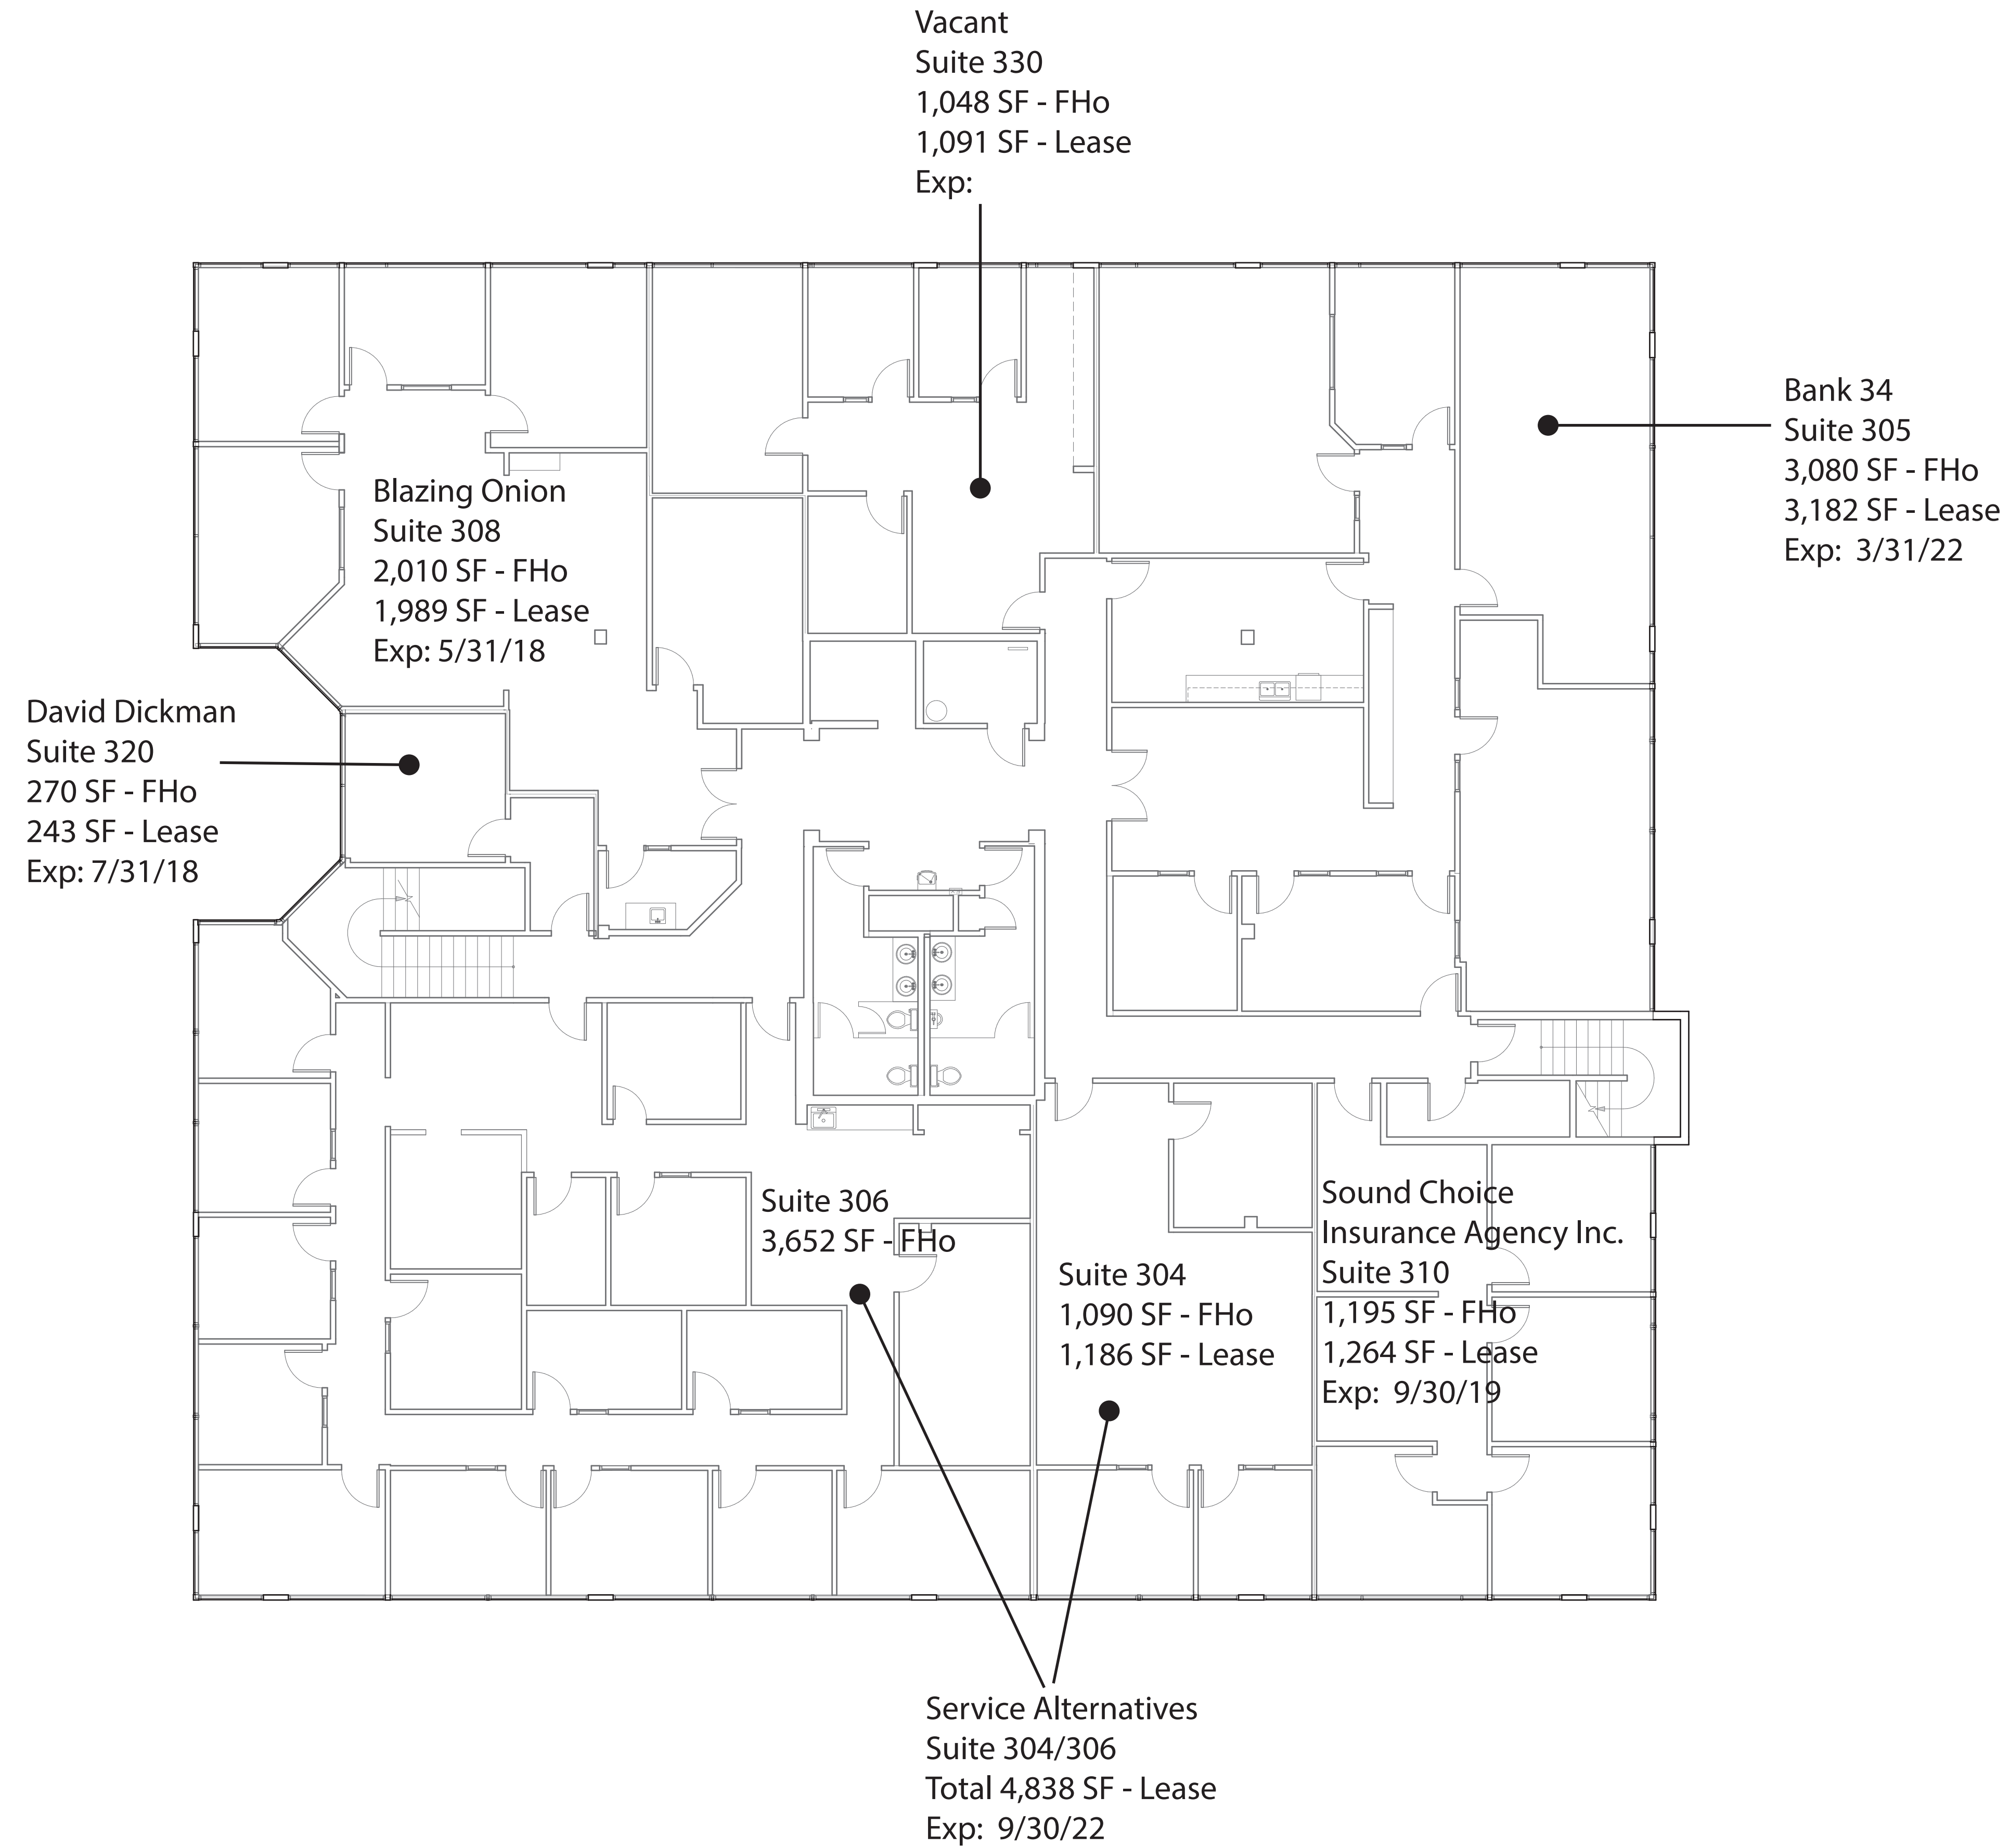 Vacant
Suite 330
1,048 SF - FHo
1,091 SF - Lease
Exp:
Bank 34
Suite 305
3,080 SF - FHo
3,182 SF - Lease
Exp:  3/31/22
Blazing Onion
Suite 308
2,010 SF - FHo
1,989 SF - Lease
Exp: 5/31/18
David Dickman
Suite 320
270 SF - FHo
243 SF - Lease
Exp: 7/31/18
Suite 306
3,652 SF - FHo
Suite 304
1,090 SF - FHo
1,186 SF - Lease
Sound Choice
Insurance Agency Inc.
Suite 310
1,195 SF - FHo
1,264 SF - Lease
Exp:  9/30/19
Service Alternatives
Suite 304/306
Total 4,838 SF - Lease
Exp:  9/30/22